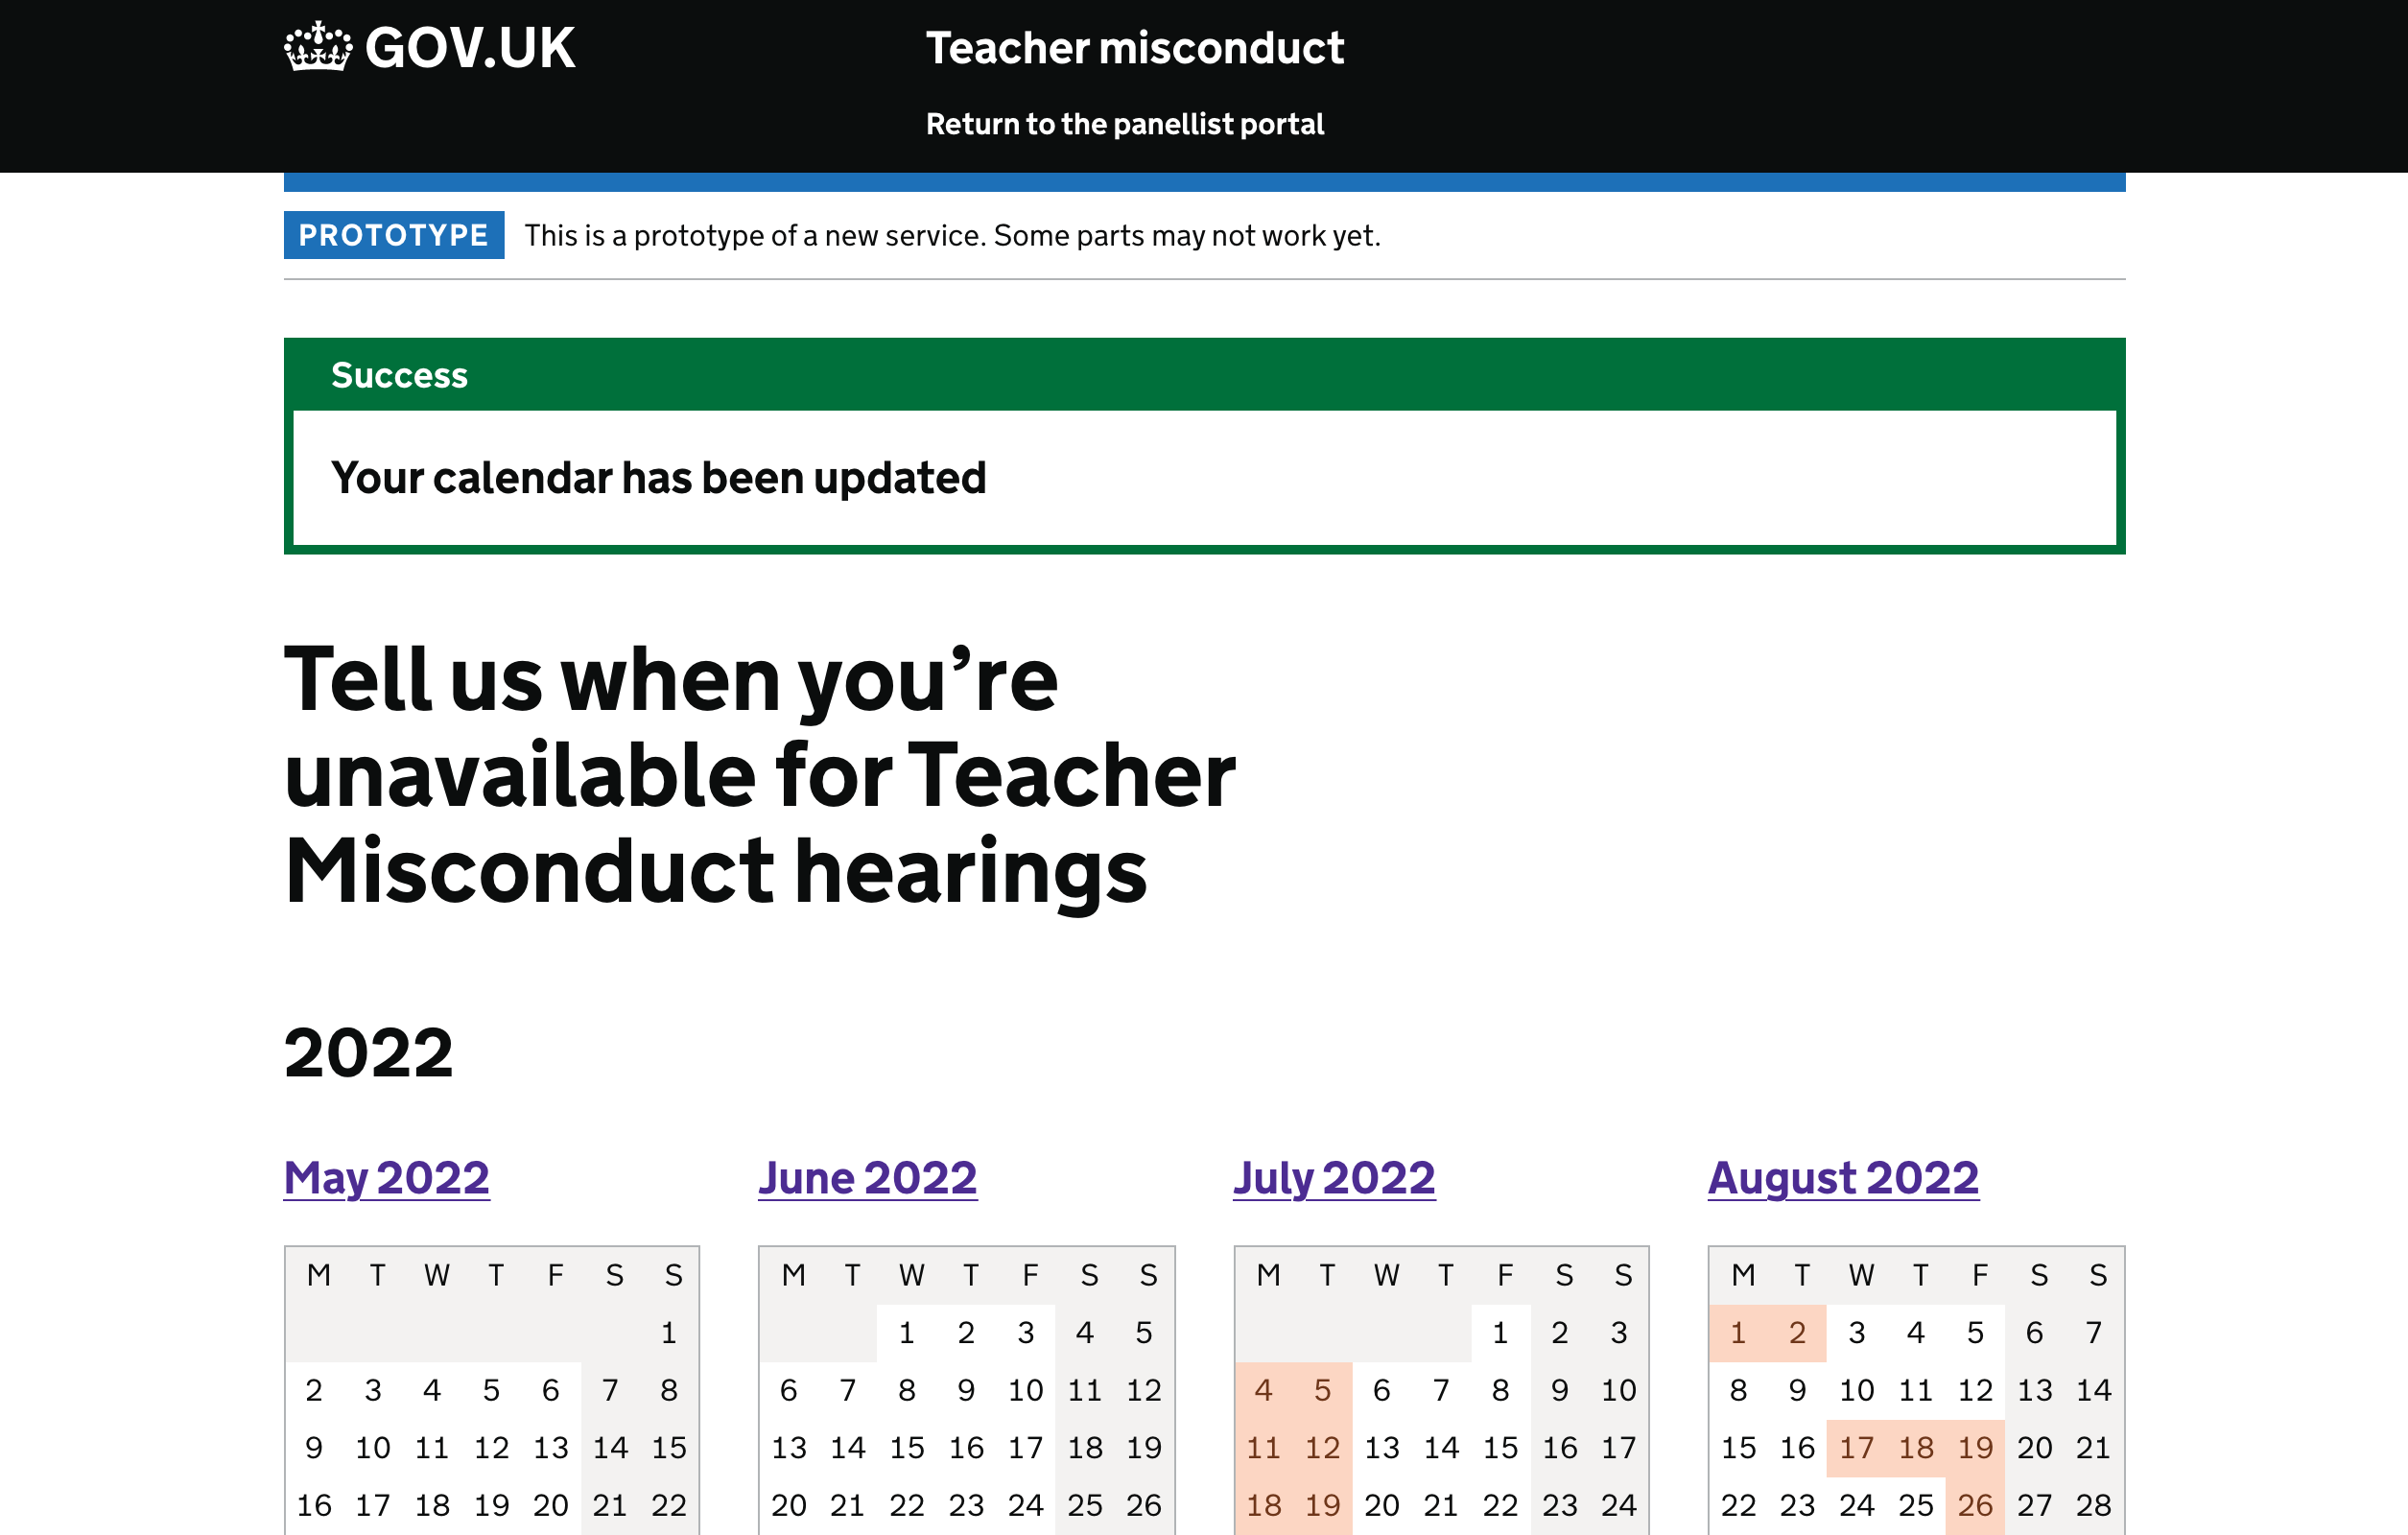 GOV.UK
Teacher misconduct
Return to the panellist portal
PROTOTYPE This is a prototype of a new service. Some parts may not work yet.
Success
Your calendar has been updated
Tell us when you’re
unavailable for Teacher
Misconduct hearings
2022
May 2022
M T W T F S S
1
2 3 4 5 6 7 8
9 10 11 12 13 14 15
16 17 18 19 20 21 22
June 2022
M T W T F S S
1 2 3 4 5
6 7 8 9 10 11 12
13 14 15 16 17 18 19
20 21 22 23 24 25 26
July 2022
M T W T F S S
1 2 3
4 5 6 7 8 9 10
11 12 13 14 15 16 17
18 19 20 21 22 23 24
August 2022
M T W T F S S
1 2 3 4 5 6 7
8 9 10 11 12 13 14
15 16 17 18 19 20 21
22 23 24 25 26 27 28